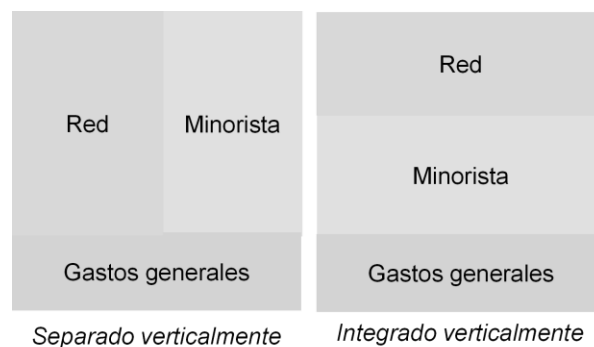 Red
Minorista
Gastos generales
Separado verticalmente
Red
Minorista
Gastos generales
Integrado verticalmente